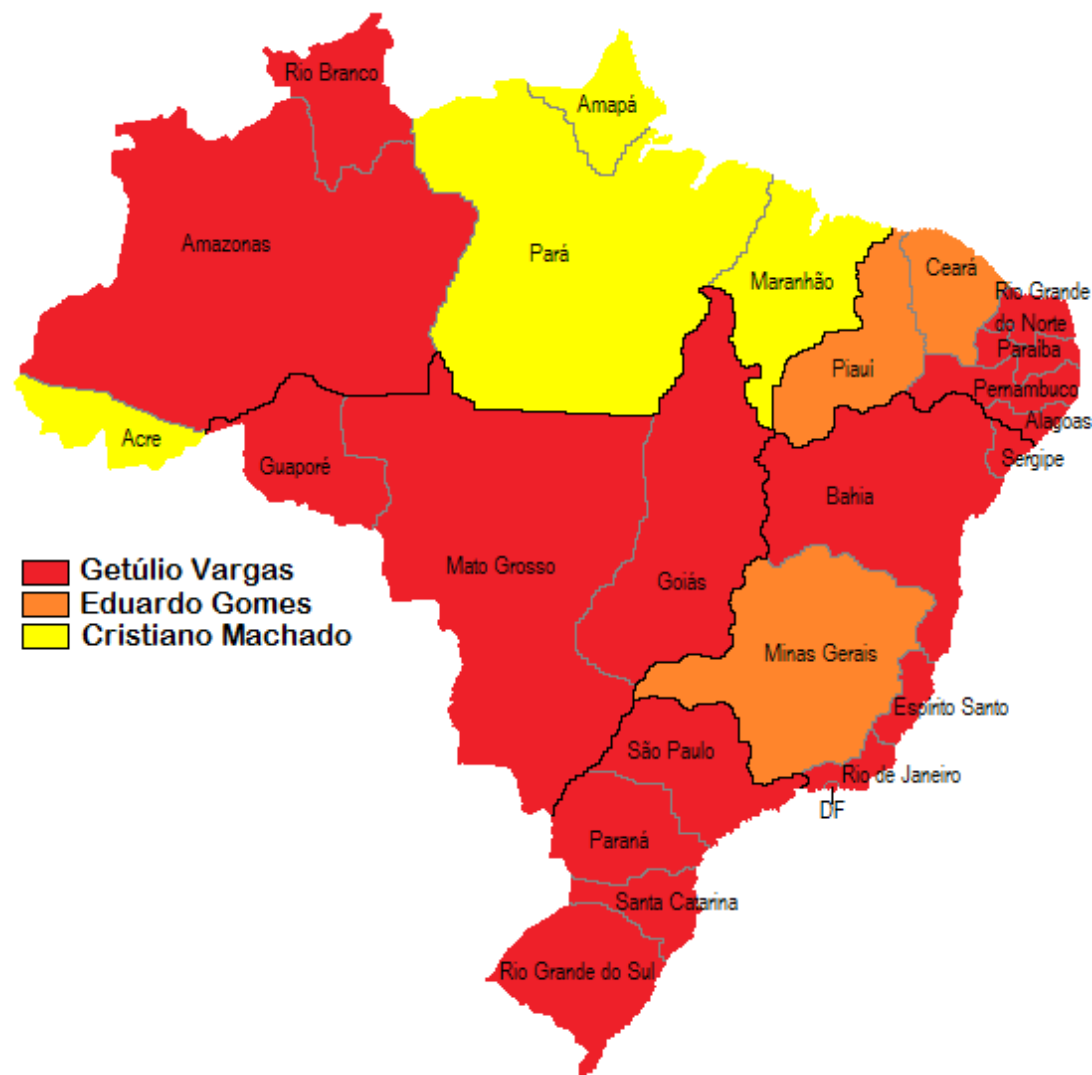 Rio Branco
Amapá
Amazonas
Pará
Maranhão
Ceará
Rio Grande
do Norte
Paraíba
Piauí
Pernambuco
Alagoas
Acre
Sergipe
Guaporé
Bahia
Mato Grosso
Goiás
Getúlio Vargas
Eduardo Gomes
Cristiano Machado
Minas Gerais
Espirito Santo
São Paulo
Rio de Janeiro
DF
Paraná
Santa Catarina
Rio Grande do Sul